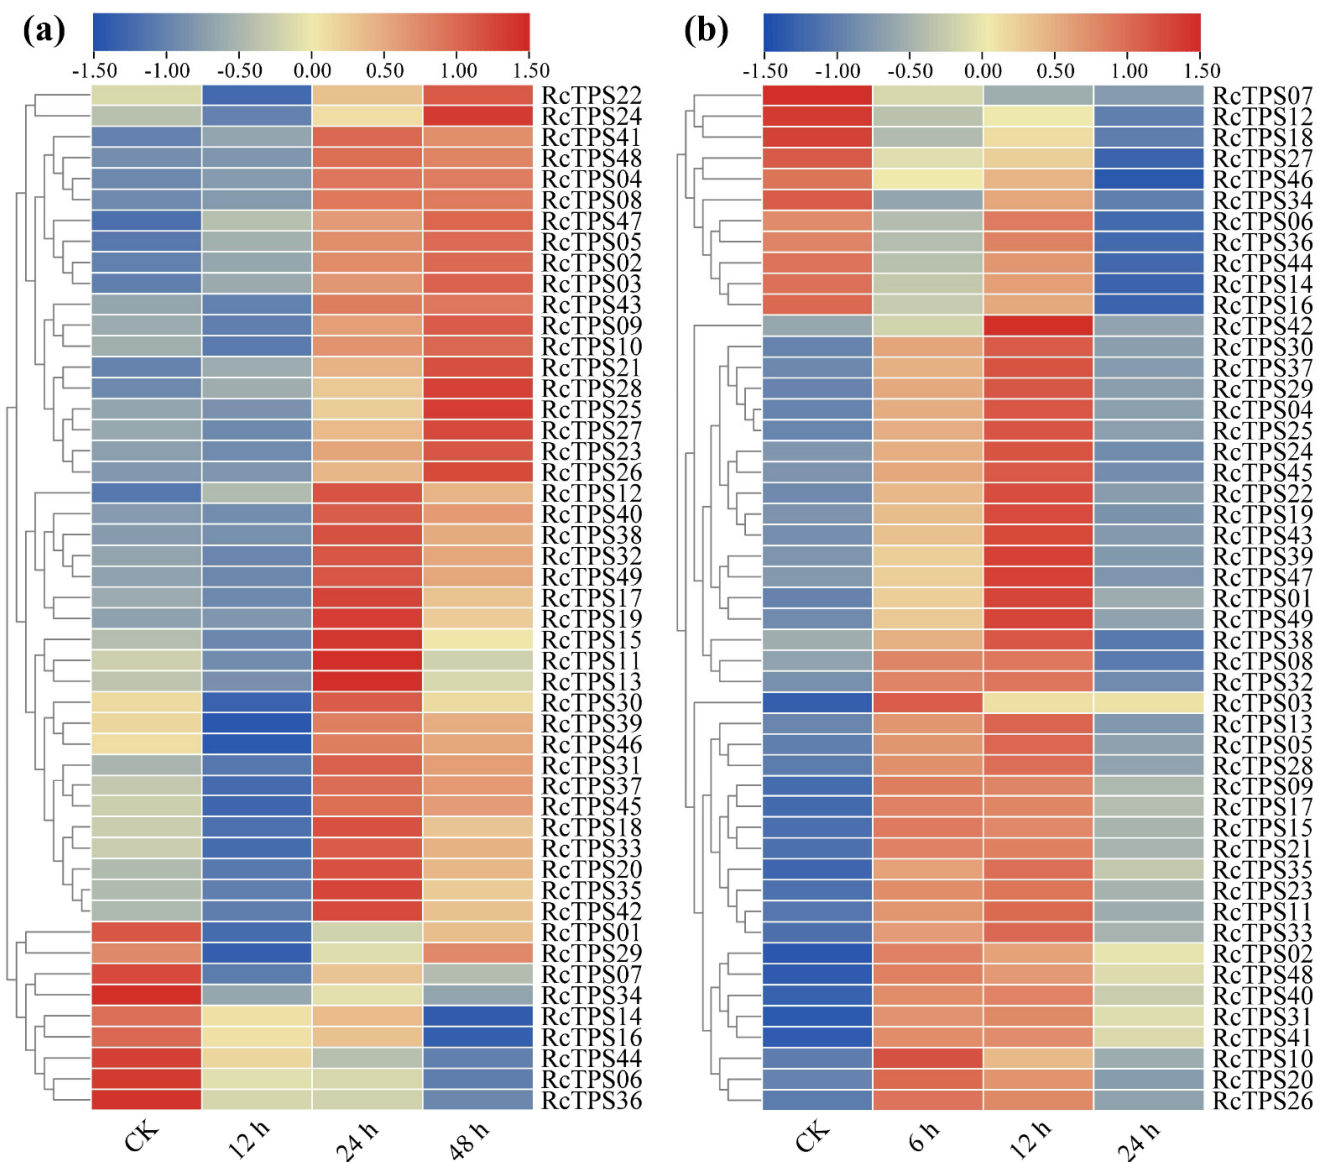 (a)
-1.50 -1.00 -0.50 0.00 0.50 1.00 1.50
RcTPS22
RcTPS24
RcTPS41
RcTPS48
RcTPS04
RcTPS08
RcTPS47
RcTPS05
RcTPS02
RcTPS03
RcTPS43
RcTPS09
RcTPS10
RcTPS21
RcTPS28
RcTPS25
RcTPS27
RcTPS23
RcTPS26
RcTPS12
RcTPS40
RcTPS38
RcTPS32
RcTPS49
RcTPS17
RcTPS19
RcTPS15
RcTPS11
RcTPS13
RcTPS30
RcTPS39
RcTPS46
RcTPS31
RcTPS37
RcTPS45
RcTPS18
RcTPS33
RcTPS20
RcTPS35
RcTPS42
RcTPS01
RcTPS29
RcTPS07
RcTPS34
RcTPS14
RcTPS16
RcTPS44
RcTPS06
RcTPS36
CK 12 h 24 h 48 h
(b)
-1.50 -1.00 -0.50 0.00 0.50 1.00 1.50
RcTPS07
RcTPS12
RcTPS18
RcTPS27
RcTPS46
RcTPS34
RcTPS06
RcTPS36
RcTPS44
RcTPS14
RcTPS16
RcTPS42
RcTPS30
RcTPS37
RcTPS29
RcTPS04
RcTPS25
RcTPS24
RcTPS45
RcTPS22
RcTPS19
RcTPS43
RcTPS39
RcTPS47
RcTPS01
RcTPS49
RcTPS38
RcTPS08
RcTPS32
RcTPS03
RcTPS13
RcTPS05
RcTPS28
RcTPS09
RcTPS17
RcTPS15
RcTPS21
RcTPS35
RcTPS23
RcTPS11
RcTPS33
RcTPS02
RcTPS48
RcTPS40
RcTPS31
RcTPS41
RcTPS10
RcTPS20
RcTPS26
CK 6 h 12 h 24 h